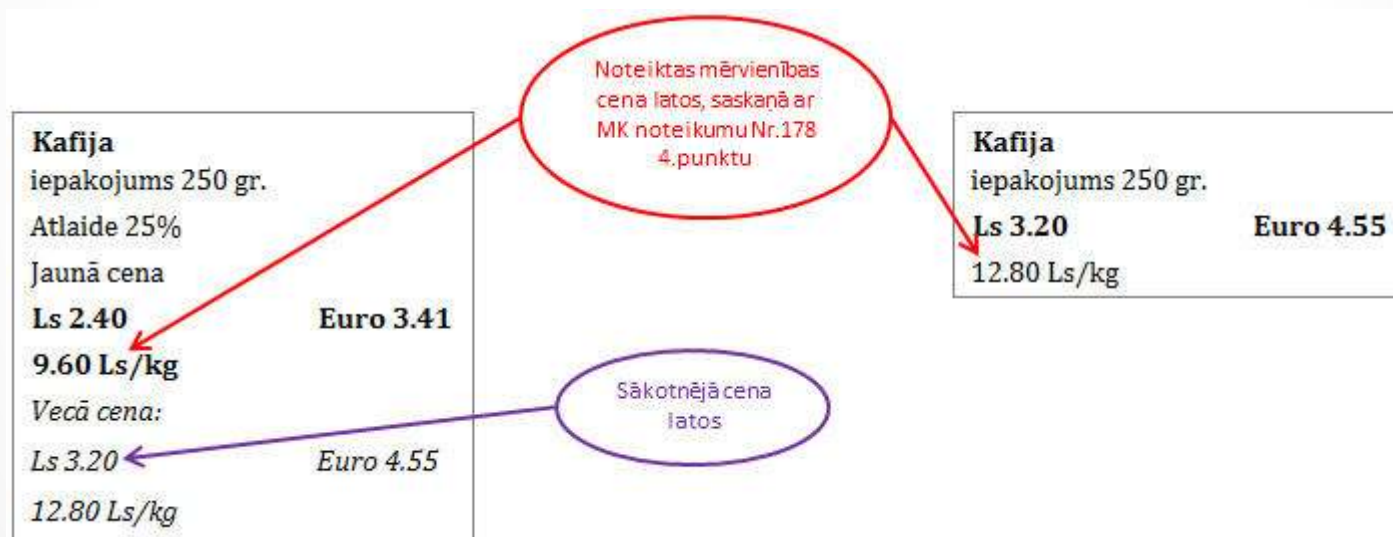 Noteiktas mērvienības
cena latos, saskaņā ar
MK noteikumu Nr.178
4.punktu
Kafija
iepakojums 250 gr.
Atlaide 25%
Jaunā cena
Ls 2.40 Euro 3.41
9.60 Ls/kg
Vecā cena:
Ls 3.20 Euro 4.55
12.80 Ls/kg
Sākotnējā cena
latos
Kafija
iepakojums 250 gr.
Ls 3.20 Euro 4.55
12.80 Ls/kg